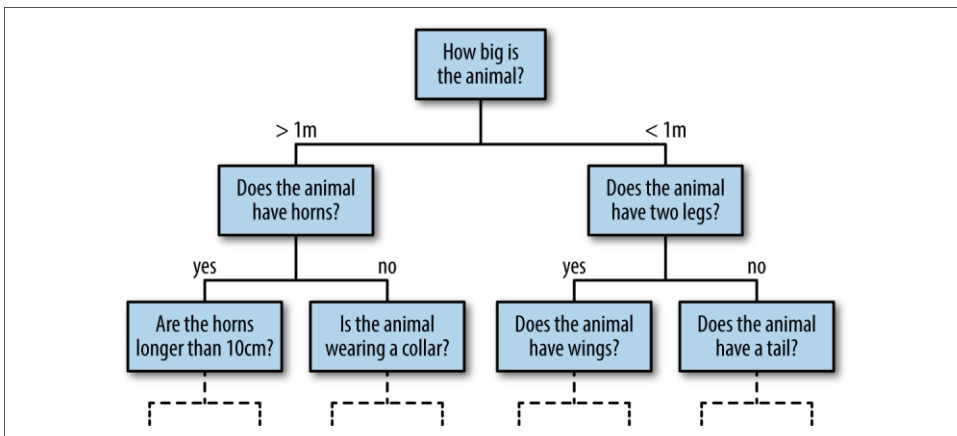 How big is
the animal?
> 1m
< 1m
Does the animal
have horns?
Does the animal
have two legs?
yes
no
yes
no
Are the horns
longer than 10cm?
Is the animal
wearing a collar?
Does the animal
have wings?
Does the animal
have a tail?